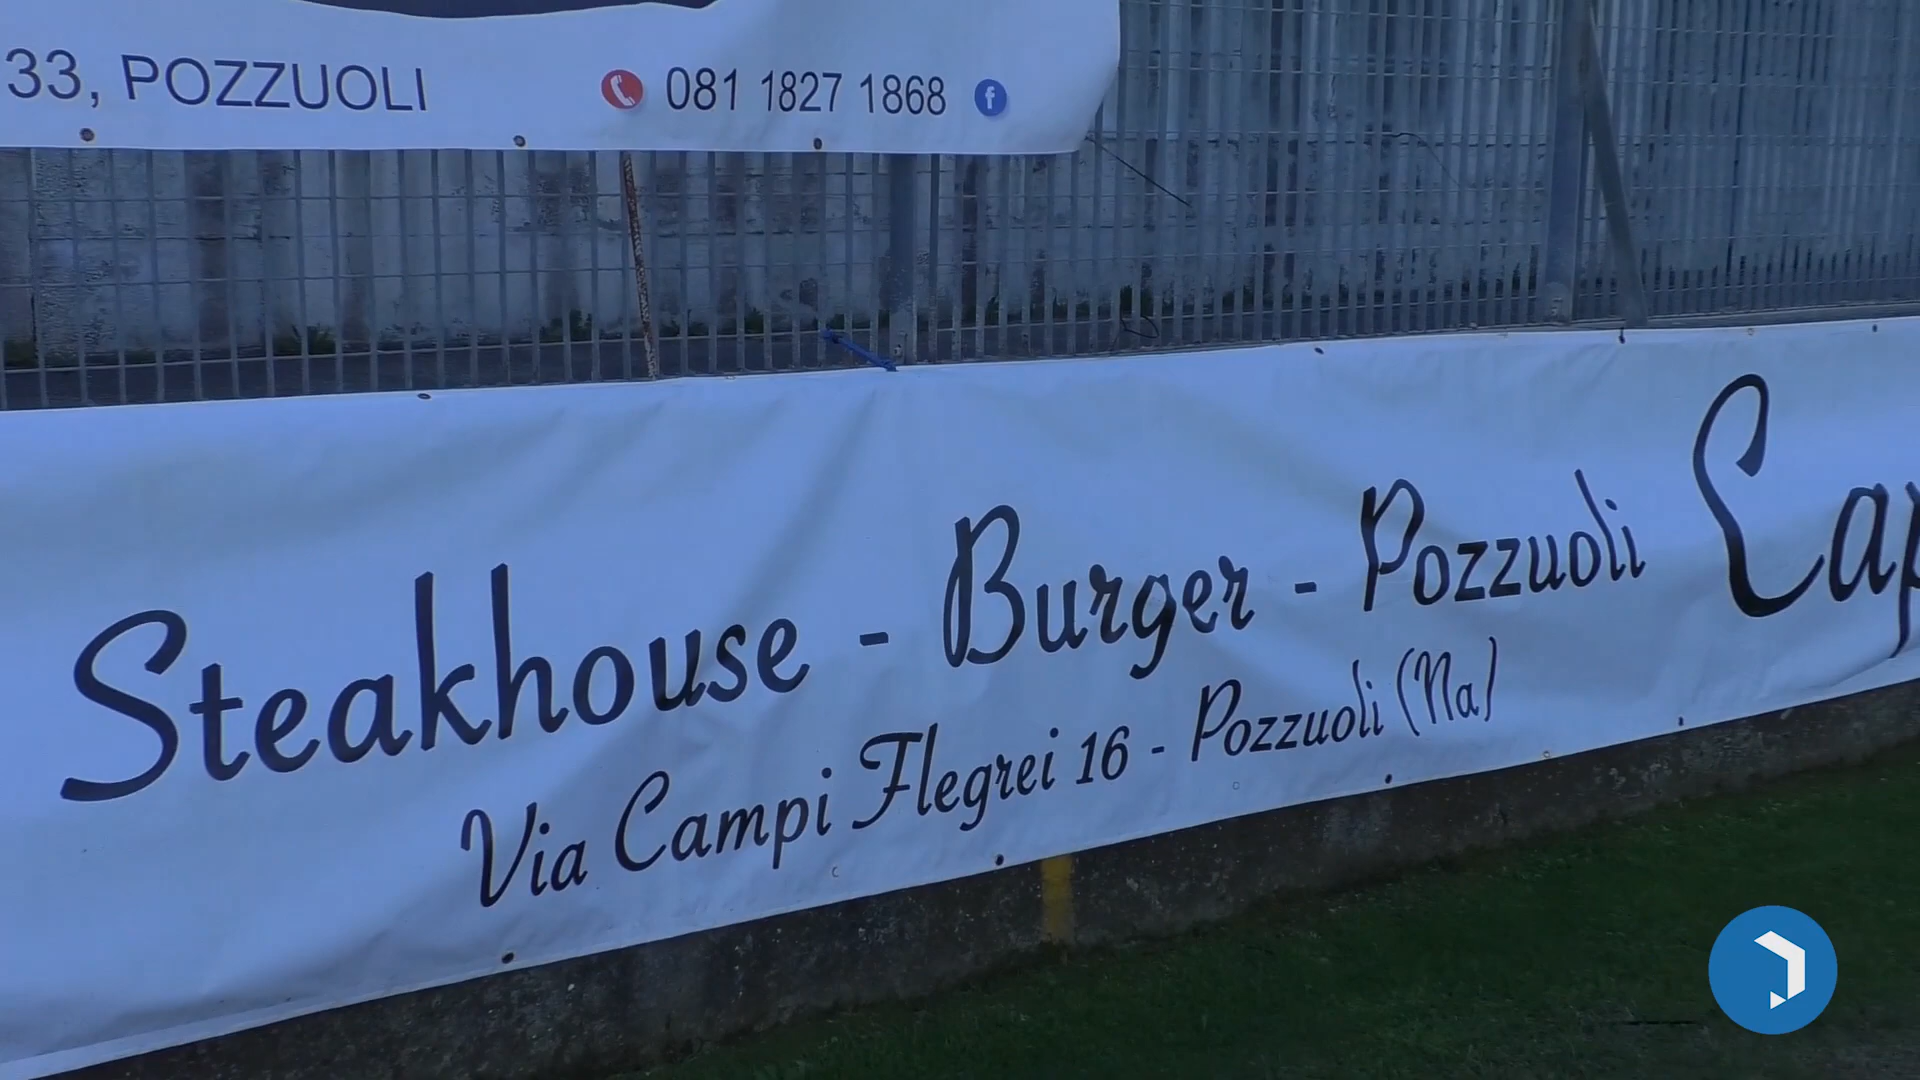 33, POZZUOLI 081 1827 1868
Steakhouse - Burger - Pozzuoli
Via Campi Flegrei 16 - Pozzuoli (Na)